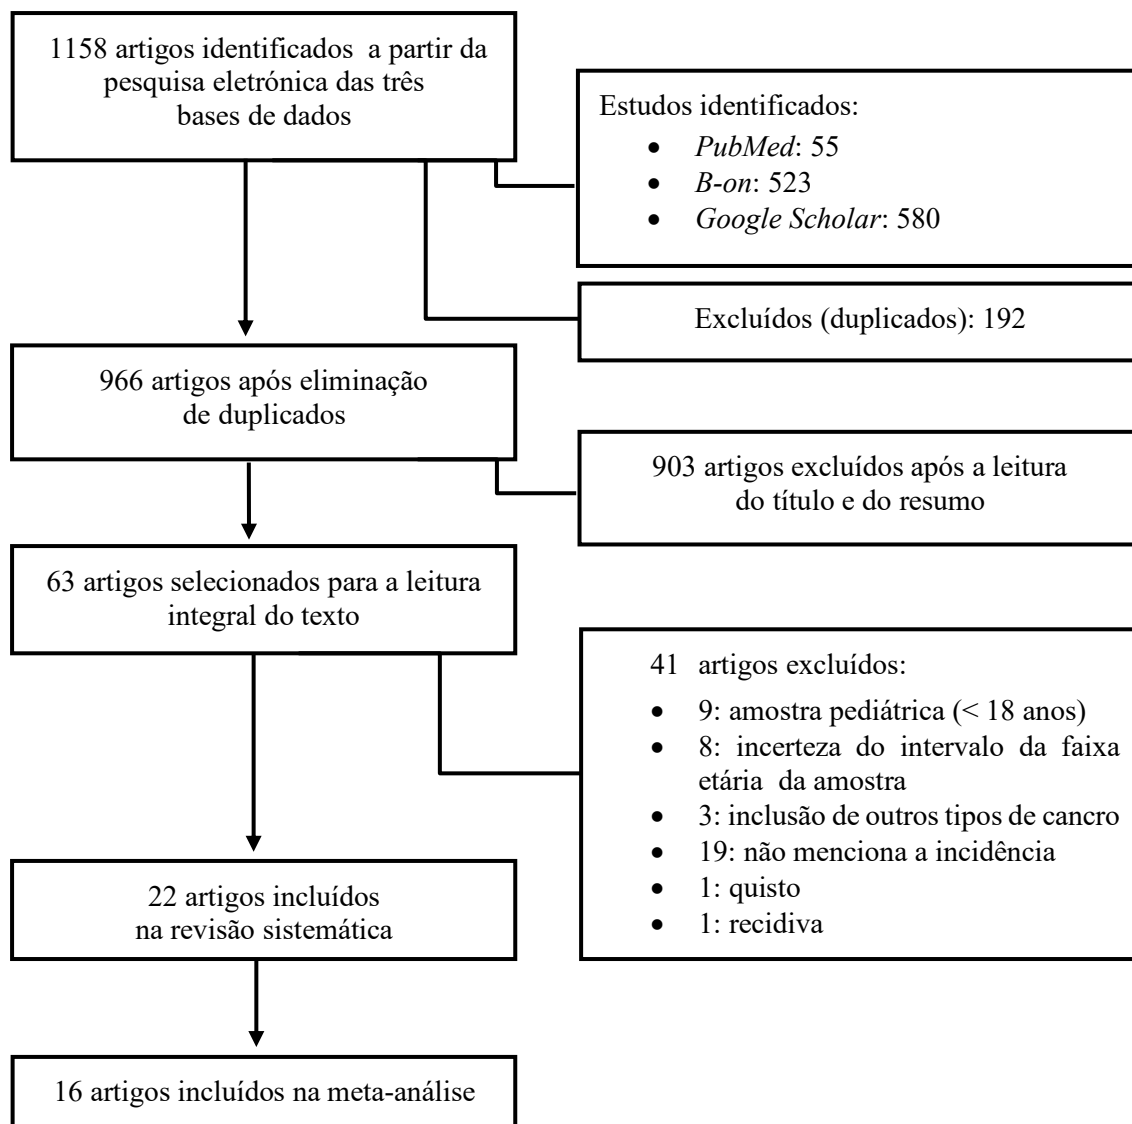 1158 artigos identificados a partir da
pesquisa eletrónica das três
bases de dados
Estudos identificados:
• PubMed: 55
• B-on: 523
• Google Scholar: 580
Excluídos (duplicados): 192
966 artigos após eliminação
de duplicados
903 artigos excluídos após a leitura
do título e do resumo
63 artigos selecionados para a leitura
integral do texto
41 artigos excluídos:
• 9: amostra pediátrica (< 18 anos)
• 8: incerteza do intervalo da faixa
etária da amostra
• 3: inclusão de outros tipos de cancro
• 19: não menciona a incidência
• 1: quisto
• 1: recidiva
22 artigos incluídos
na revisão sistemática
16 artigos incluídos na meta-análise